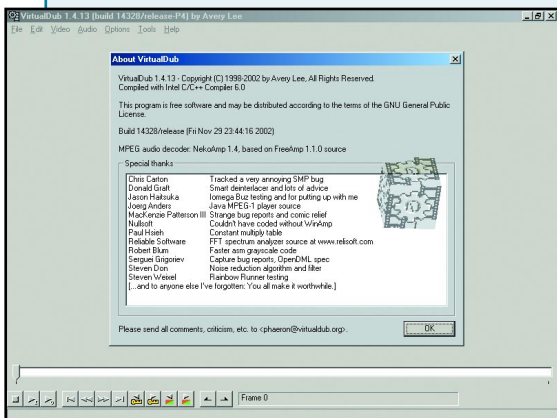 VirtualDub 1.4.13 (build 14328/release-P4) by Avery Lee
File Edit Video Audio Options Tools Help
About VirtualDub
VirtualDub 1.4.13 - Copyright (C) 1998-2002 by Avery Lee, All Rights Reserved.
Compiled with Intel C/C++ Compiler 6.0
This program is free software and may be distributed according to the terms of the GNU General Public
License.
Build 14328/release (Fri Nov 29 23:44:16 2002)
MPEG audio decoder: NekoAmp 1.4, based on FreeAmp 1.1.0 source
Special thanks
Chris Carton Tracked a very annoying SMP bug
Donald Graft Smart deinterlacer and lots of advice
Jason Haitsuka Iomega Buz testing and for putting up with me
Joerg Anders Java MPEG-1 player source
MacKenzie Patterson III Strange bug reports and comic relief
Nullsoft Couldn't have coded without WinAmp
Paul Hsieh Constant multiply table
Reliable Software FFT spectrum analyzer source at www.relisoft.com
Robert Blum Faster asm grayscale code
Serguei Grigoriev Capture bug reports, OpenDML spec
Steven Don Noise reduction algorithm and filter
Steven Weixel Rainbow Runner testing
[...and to anyone else I've forgotten: You all make it worthwhile.]
Please send all comments, criticism, etc. to <phaeron@virtualdub.org>.
OK
Frame 0